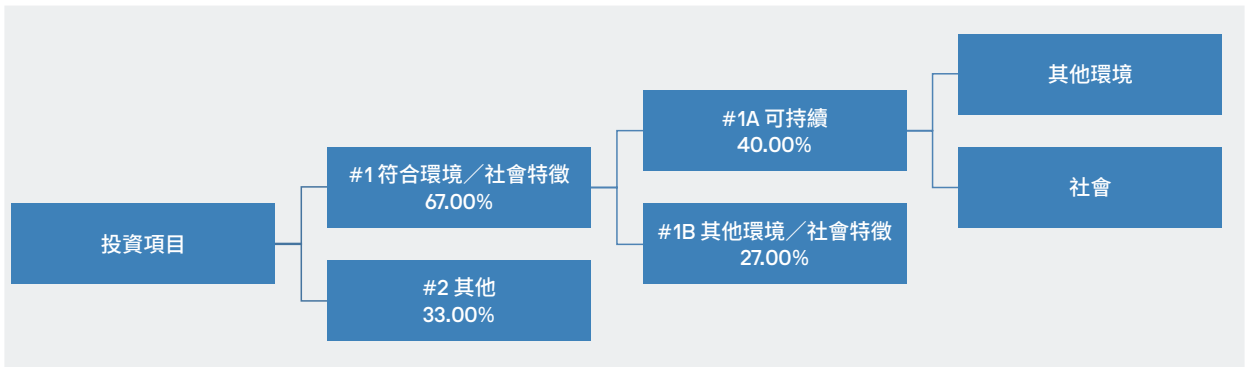 投資項目
#1 符合環境／社會特徵
67.00%
#2 其他
33.00%
#1A 可持續
40.00%
#1B 其他環境／社會特徵
27.00%
其他環境
社會